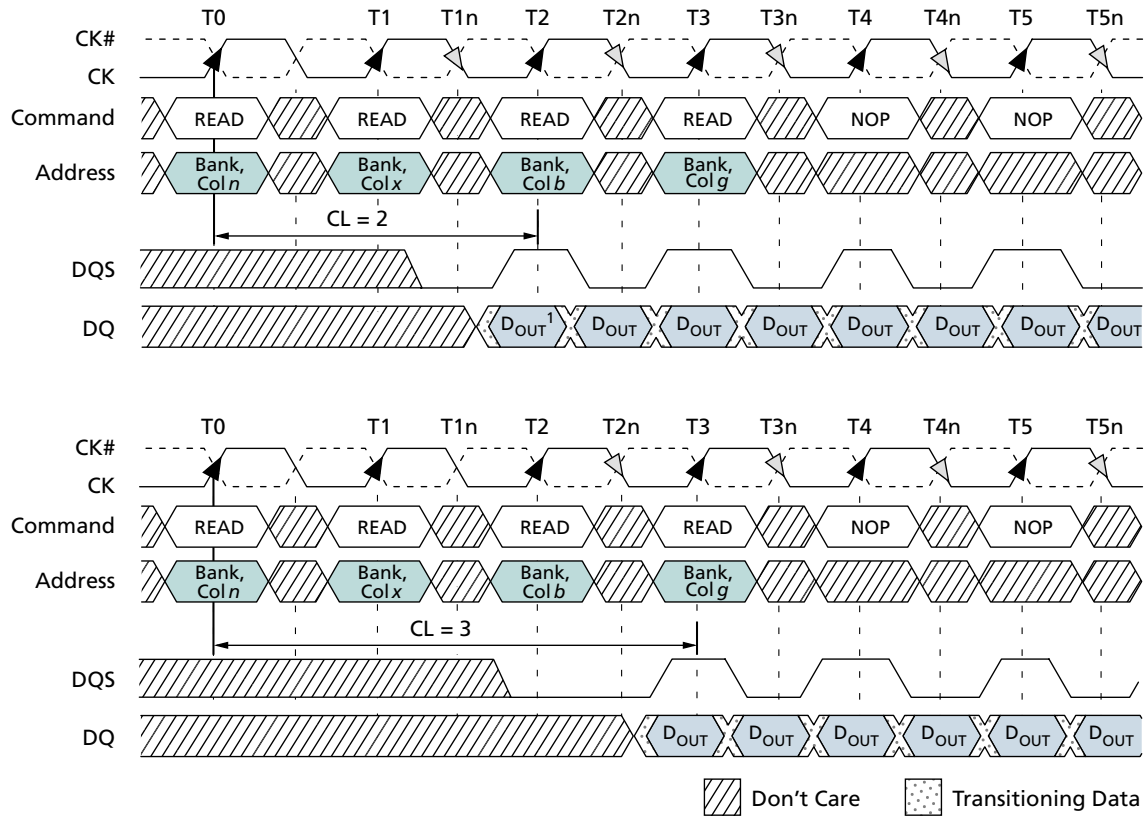 T0 T1 T1n T2 T2n T3 T3n T4 T4n T5 T5n
CK#
CK
Command READ READ READ READ NOP NOP
Address Bank, Col n Bank, Col x Bank, Col b Bank, Col g
CL = 2
DQS
DQ DOUT1 DOUT DOUT DOUT DOUT DOUT DOUT DOUT
T0 T1 T1n T2 T2n T3 T3n T4 T4n T5 T5n
CK#
CK
Command READ READ READ READ NOP NOP
Address Bank, Col n Bank, Col x Bank, Col b Bank, Col g
CL = 3
DQS
DQ DOUT DOUT DOUT DOUT DOUT DOUT
Don't Care Transitioning Data